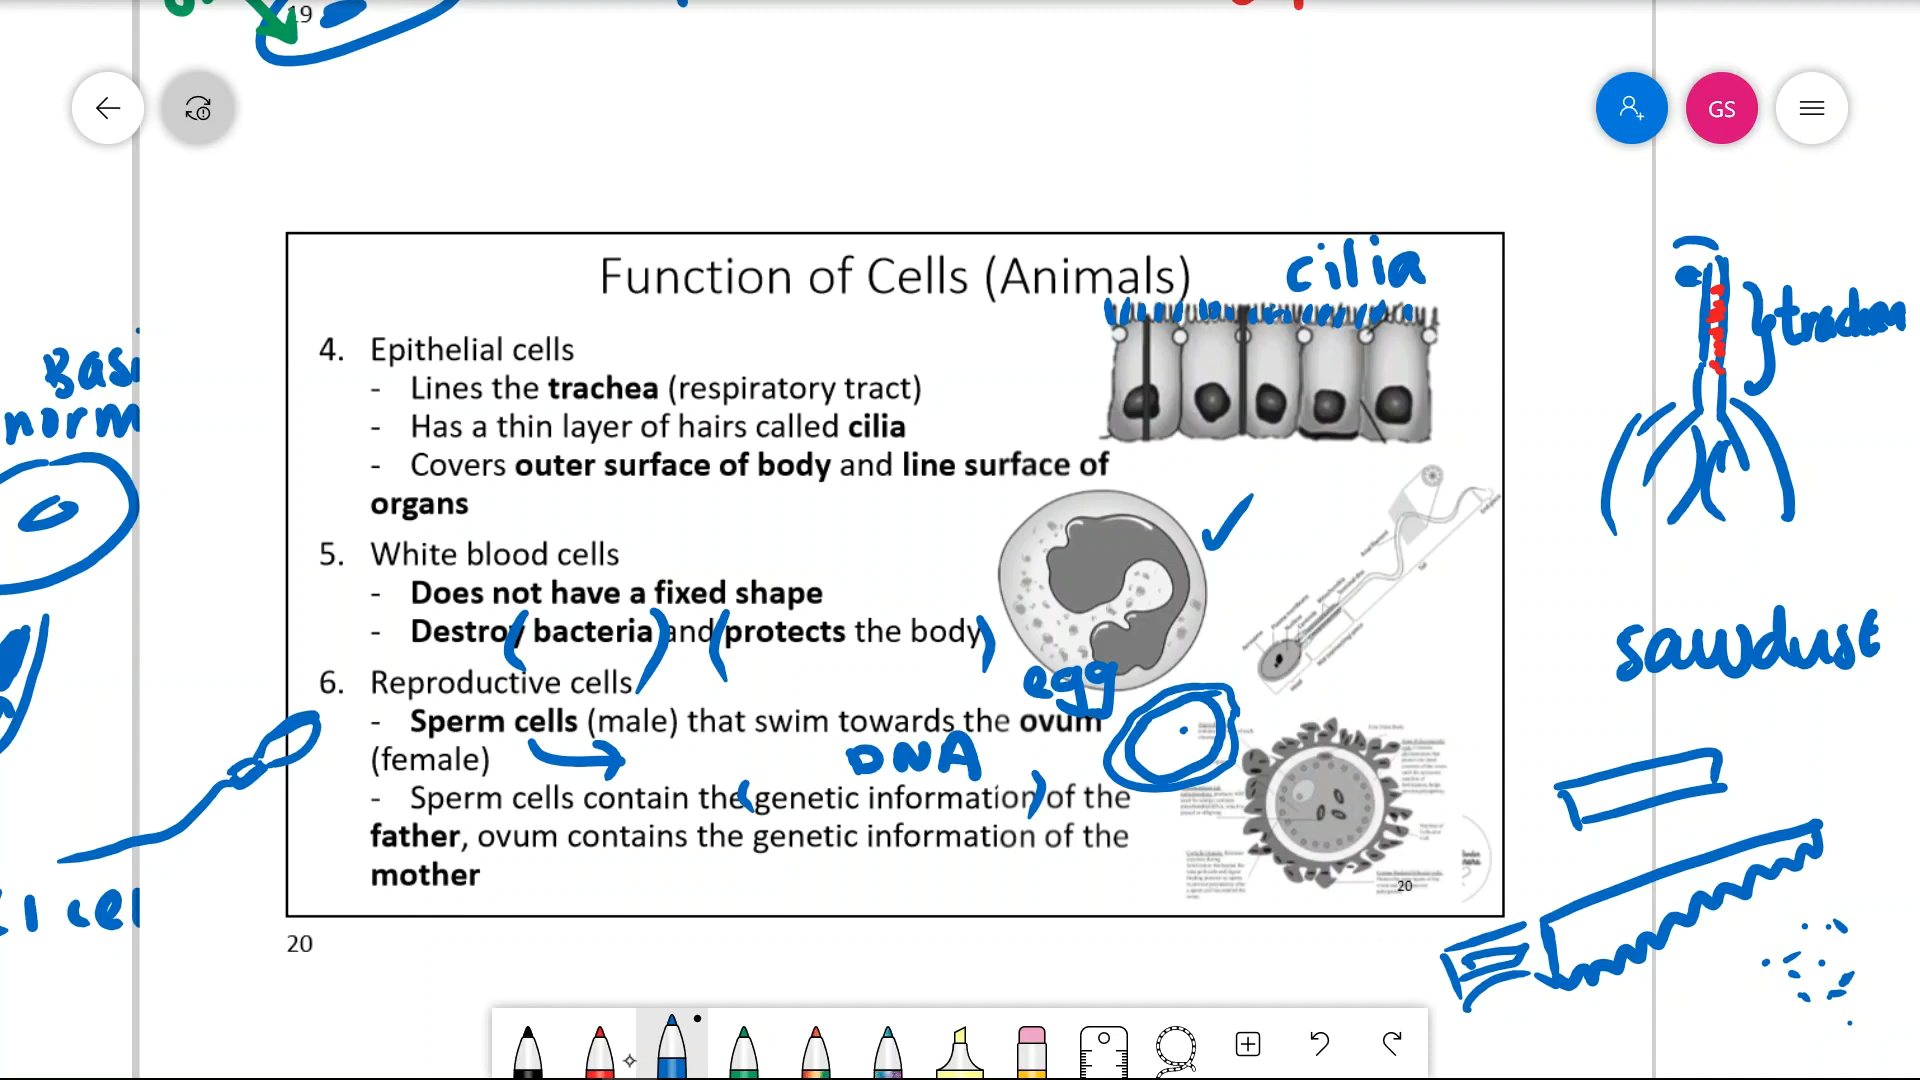 19
GS
Function of Cells (Animals)
cilia
4. Epithelial cells
- Lines the trachea (respiratory tract)
- Has a thin layer of hairs called cilia
- Covers outer surface of body and line surface of
organs
trachea
5. White blood cells
- Does not have a fixed shape
- Destroy bacteria and protects the body
sawdust
egg
6. Reproductive cells
- Sperm cells (male) that swim towards the ovum
(female)
DNA
- Sperm cells contain the genetic information of the
father, ovum contains the genetic information of the
mother
20
20
Basi
norm
1 cel